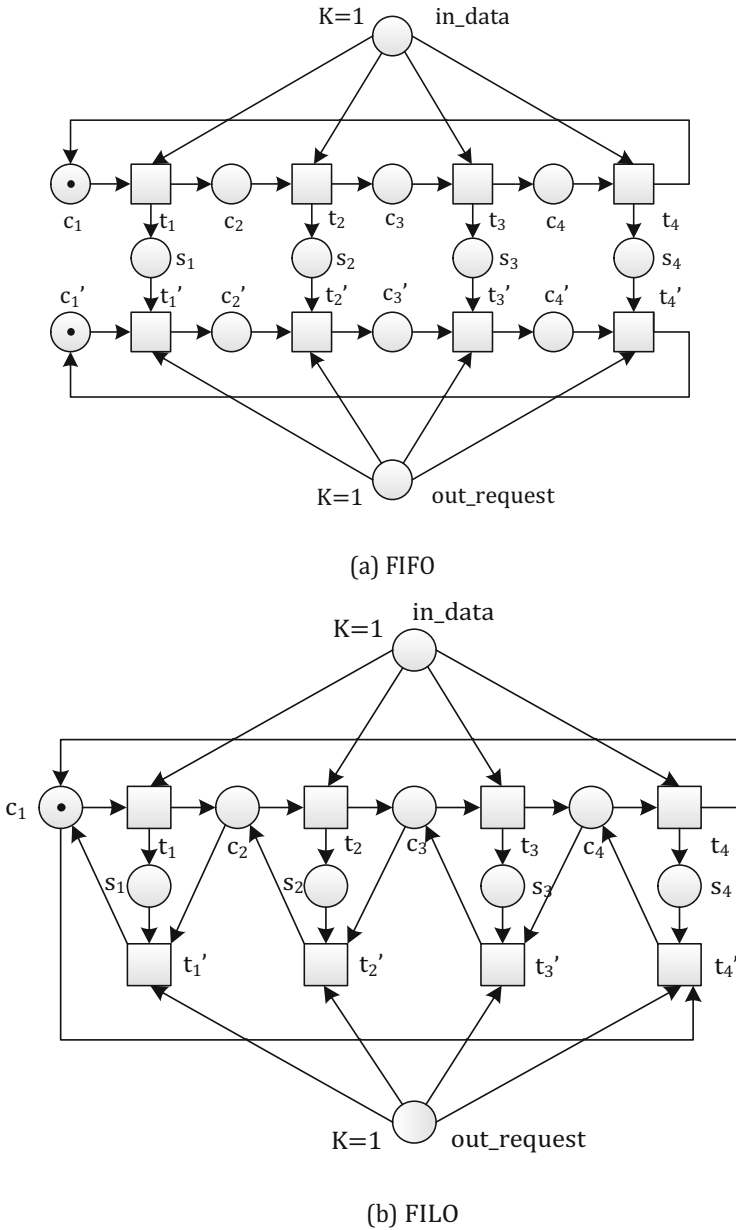 K=1 in_data
c₁ t₁ c₂ t₂ c₃ t₃ c₄ t₄
s₁ s₂ s₃ s₄
c₁’ t₁’ c₂’ t₂’ c₃’ t₃’ c₄’ t₄’
K=1 out_request
(a) FIFO
K=1 in_data
c₁ t₁ c₂ t₂ c₃ t₃ c₄ t₄
s₁ s₂ s₃ s₄
t₁’ t₂’ t₃’ t₄’
K=1 out_request
(b) FILO